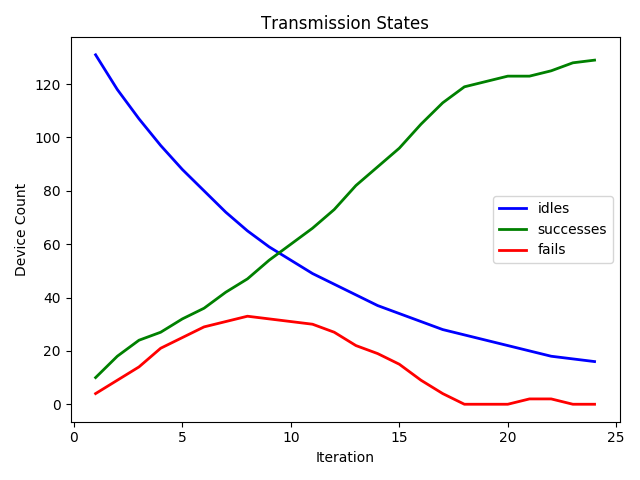 Transmission States
Device Count
120
100
80
60
40
20
0
idles
successes
fails
0 5 10 15 20 25
Iteration